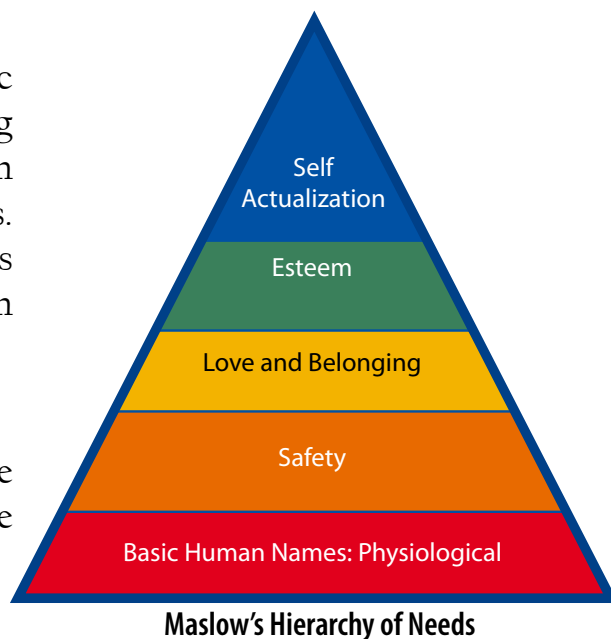 c
g
n
s.
s
n
e
e
Self
Actualization
Esteem
Love and Belonging
Safety
Basic Human Names: Physiological
Maslow's Hierarchy of Needs